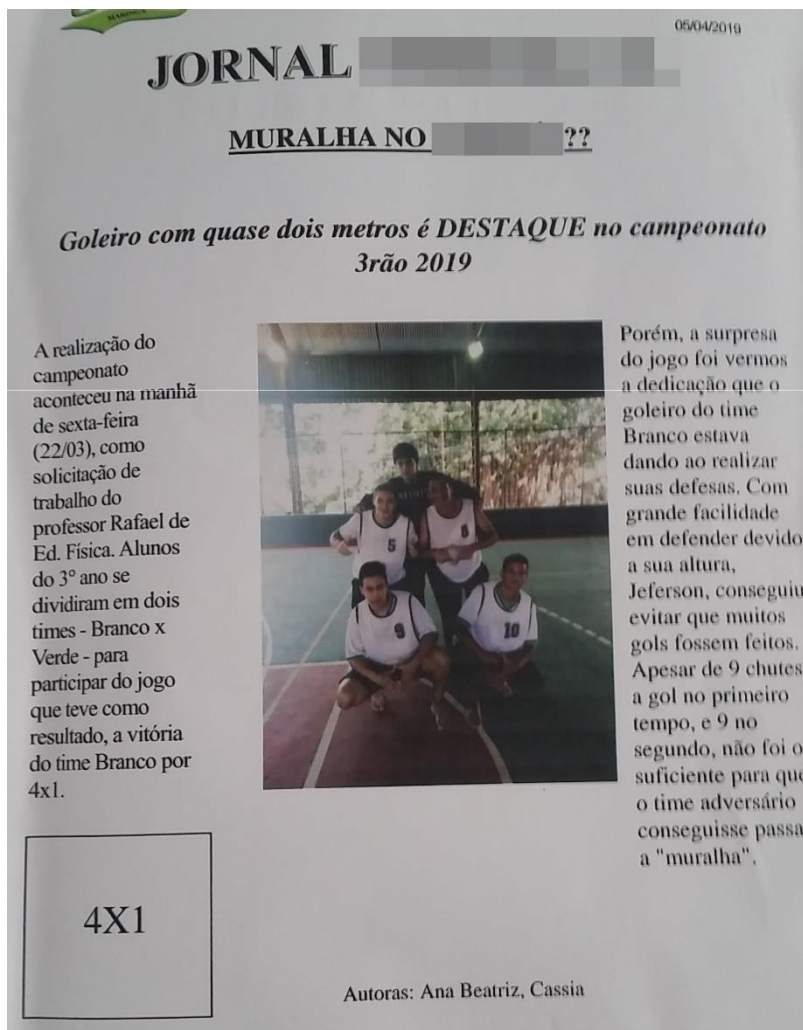 MARINGÁ
05/04/2019
JORNAL
MURALHA NO ??
Goleiro com quase dois metros é DESTAQUE no campeonato
3rão 2019
A realização do
campeonato
aconteceu na manhã
de sexta-feira
(22/03), como
solicitação de
trabalho do
professor Rafael de
Ed. Física. Alunos
do 3º ano se
dividiram em dois
times - Branco x
Verde - para
participar do jogo
que teve como
resultado, a vitória
do time Branco por
4x1.
5
8
9
10
Porém, a surpresa
do jogo foi vermos
a dedicação que o
goleiro do time
Branco estava
dando ao realizar
suas defesas. Com
grande facilidade
em defender devido
a sua altura,
Jeferson, conseguiu
evitar que muitos
gols fossem feitos.
Apesar de 9 chutes
a gol no primeiro
tempo, e 9 no
segundo, não foi o
suficiente para que
o time adversário
conseguisse passa
a "muralha".
4X1
Autoras: Ana Beatriz, Cassia